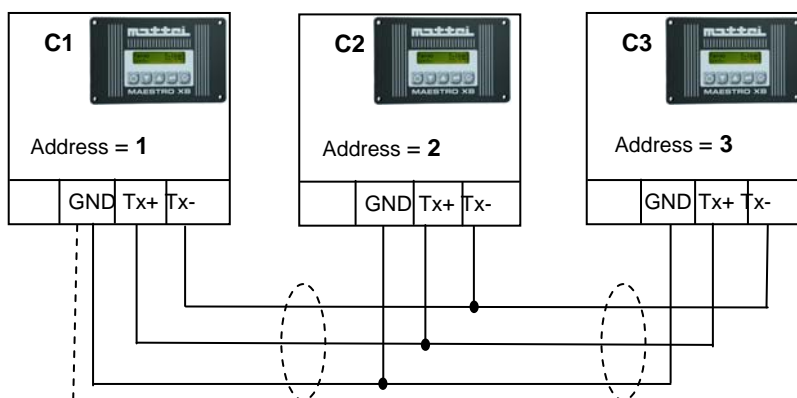 C1
mattei
MAESTRO XB
Address = 1
GND Tx+ Tx-
C2
mattei
MAESTRO XB
Address = 2
GND Tx+ Tx-
C3
mattei
MAESTRO XB
Address = 3
GND Tx+ Tx-